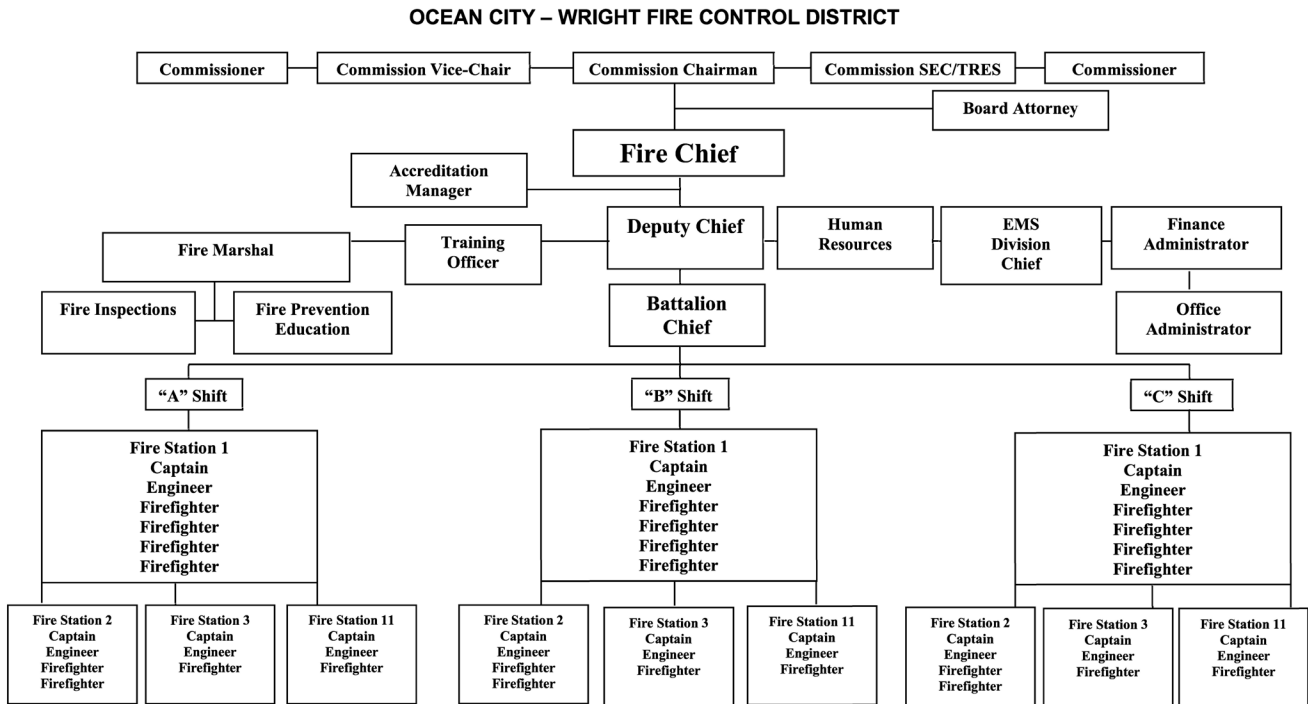 OCEAN CITY – WRIGHT FIRE CONTROL DISTRICT
Commissioner
Commission Vice-Chair
Commission Chairman
Commission SEC/TRES
Commissioner
Board Attorney
Fire Chief
Accreditation
Manager
Fire Marshal
Training
Officer
Deputy Chief
Human
Resources
EMS
Division
Chief
Finance
Administrator
Fire Inspections
Fire Prevention
Education
Battalion
Chief
Office
Administrator
“A” Shift
“B” Shift
“C” Shift
Fire Station 1
Captain
Engineer
Firefighter
Firefighter
Firefighter
Firefighter
Fire Station 1
Captain
Engineer
Firefighter
Firefighter
Firefighter
Firefighter
Fire Station 1
Captain
Engineer
Firefighter
Firefighter
Firefighter
Firefighter
Fire Station 2
Captain
Engineer
Firefighter
Firefighter
Fire Station 3
Captain
Engineer
Firefighter
Fire Station 11
Captain
Engineer
Firefighter
Fire Station 2
Captain
Engineer
Firefighter
Firefighter
Fire Station 3
Captain
Engineer
Firefighter
Fire Station 11
Captain
Engineer
Firefighter
Fire Station 2
Captain
Engineer
Firefighter
Firefighter
Fire Station 3
Captain
Engineer
Firefighter
Fire Station 11
Captain
Engineer
Firefighter